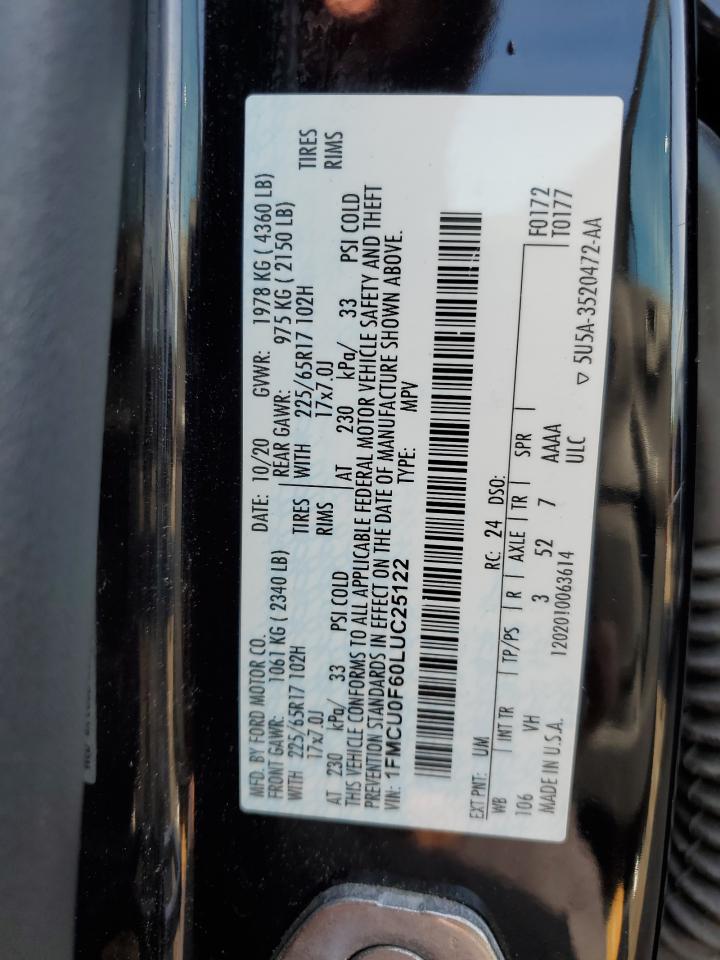 MFD. BY FORD MOTOR CO.
DATE: 10/20 GVWR: 1978 KG ( 4360 LB)
FRONT GAWR: 1061 KG ( 2340 LB) REAR GAWR: 975 KG ( 2150 LB)
WITH 225/65R17 102H TIRES WITH 225/65R17 102H TIRES
17x7.0J RIMS 17x7.0J RIMS
AT 230 kPa/ 33 PSI COLD AT 230 kPa/ 33 PSI COLD
THIS VEHICLE CONFORMS TO ALL APPLICABLE FEDERAL MOTOR VEHICLE SAFETY AND THEFT
PREVENTION STANDARDS IN EFFECT ON THE DATE OF MANUFACTURE SHOWN ABOVE.
VIN: 1FMCU0F60LUC25122 TYPE: MPV
EXT PNT: UM RC: 24 DSO:
WB INT TR TP/PS R AXLE TR SPR F0172
106 VH 3 52 7 AAAA T0177
MADE IN U.S.A. 1202010063614 ULC
▽ 5U5A-3520472-AA